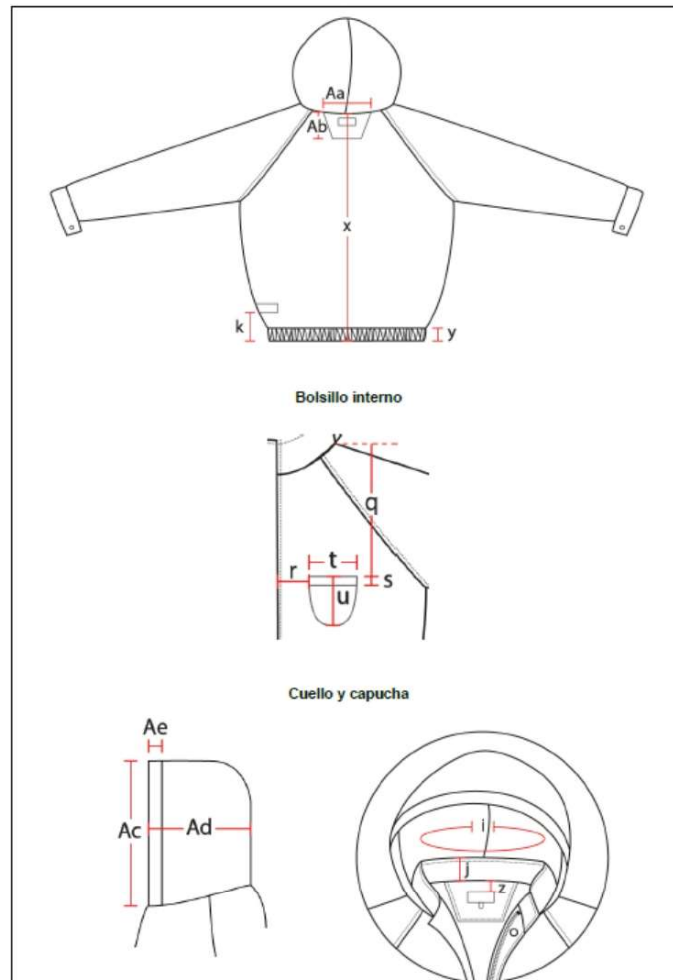 Aa
Ab
x
k
y
Bolsillo interno
y
q
t
r
s
u
Cuello y capucha
Ae
Ac
Ad
i
j
z